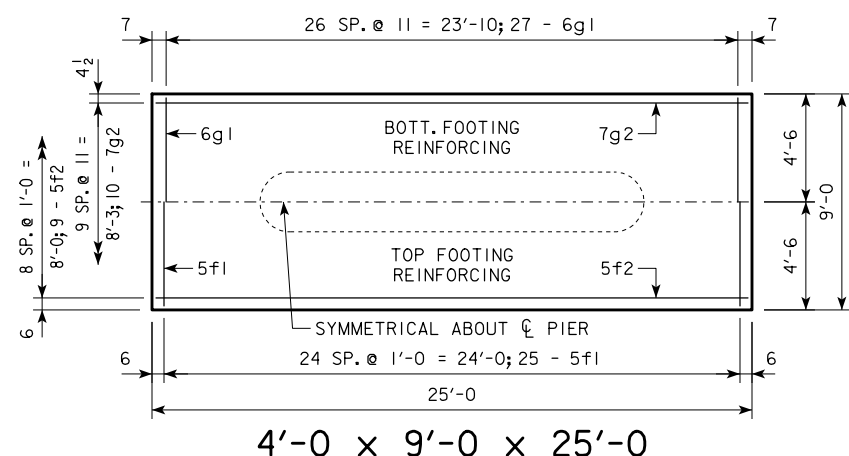 7
26 SP. @ 11 = 23'-10; 27 - 6g1
7
4½
6g1
BOTT. FOOTING
REINFORCING
7g2
8 SP. @ 1'-0 =
8'-0; 9 - 5f2
9 SP. @ 11 =
8'-3; 10 - 7g2
4'-6
9'-0
4'-6
5f1
TOP FOOTING
REINFORCING
5f2
6
SYMMETRICAL ABOUT ℄ PIER
6
24 SP. @ 1'-0 = 24'-0; 25 - 5f1
6
25'-0
4'-0 x 9'-0 x 25'-0